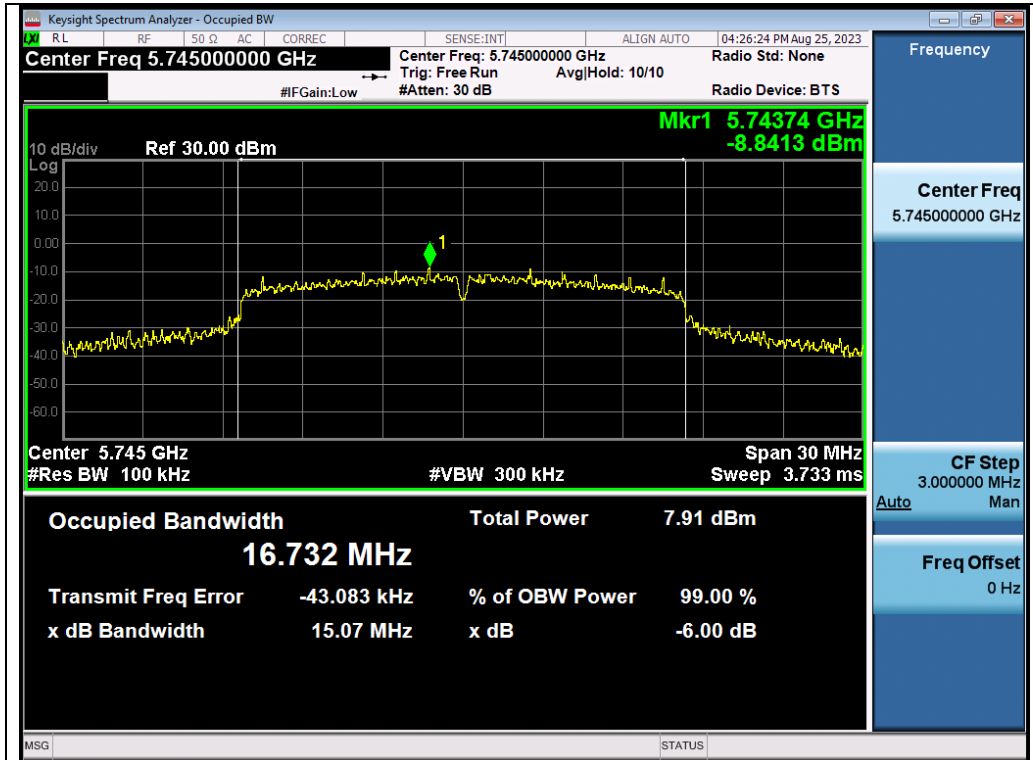 Keysight Spectrum Analyzer - Occupied BW
LXI RL RF 50 Ω AC CORREC SENSE:INT ALIGN AUTO 04:26:24 PM Aug 25, 2023
Center Freq 5.745000000 GHz
Center Freq: 5.745000000 GHz Radio Std: None
Trig: Free Run Avg|Hold: 10/10
#IFGain:Low #Atten: 30 dB Radio Device: BTS
Mkr1 5.74374 GHz
-8.8413 dBm
10 dB/div Ref 30.00 dBm
Log
20.0
10.0
0.00
1
-10.0
-20.0
-30.0
-40.0
-50.0
-60.0
Center 5.745 GHz Span 30 MHz
#Res BW 100 kHz #VBW 300 kHz Sweep 3.733 ms
Occupied Bandwidth Total Power 7.91 dBm
16.732 MHz
Transmit Freq Error -43.083 kHz % of OBW Power 99.00 %
x dB Bandwidth 15.07 MHz x dB -6.00 dB
Frequency
Center Freq
5.745000000 GHz
CF Step
3.000000 MHz
Auto Man
Freq Offset
0 Hz
MSG STATUS